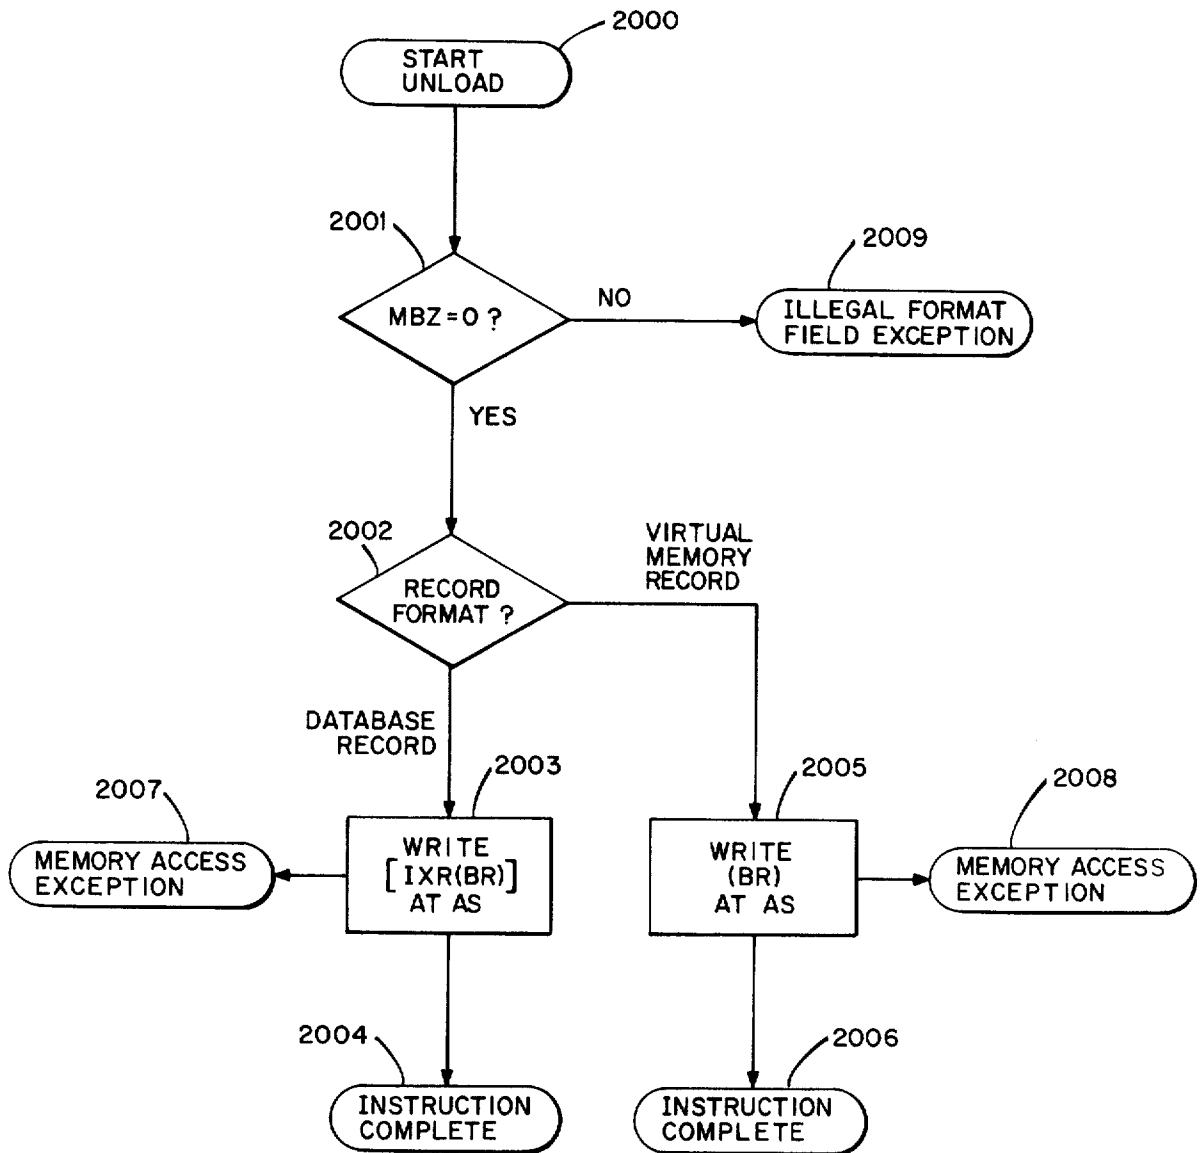 2000
START
UNLOAD
2001
MBZ=0 ?
NO
2009
ILLEGAL FORMAT
FIELD EXCEPTION
YES
2002
RECORD
FORMAT ?
VIRTUAL
MEMORY
RECORD
DATABASE
RECORD
2007
MEMORY ACCESS
EXCEPTION
2003
WRITE
[IXR(BR)]
AT AS
2005
WRITE
(BR)
AT AS
2008
MEMORY ACCESS
EXCEPTION
2004
INSTRUCTION
COMPLETE
2006
INSTRUCTION
COMPLETE